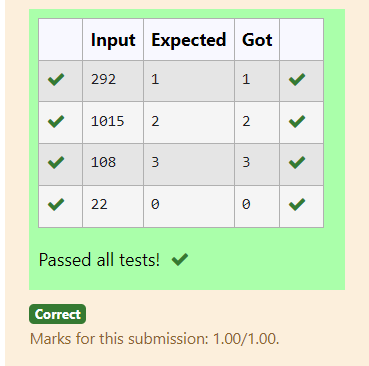 Input Expected Got
292 1 1
1015 2 2
108 3 3
22 0 0
Passed all tests!
Correct
Marks for this submission: 1.00/1.00.